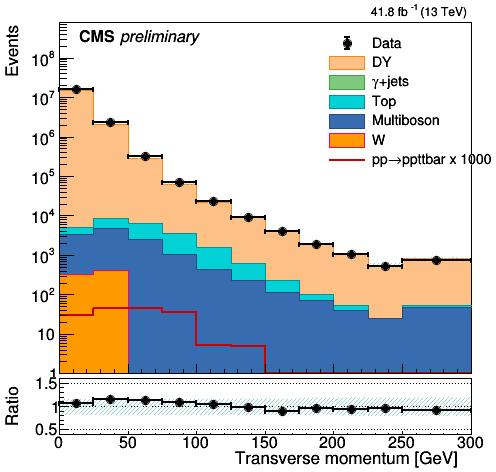 41.8 fb⁻¹ (13 TeV)
CMS preliminary
Events
Data
DY
γ+jets
Top
Multiboson
W
pp→ppttbar x 1000
10⁸
10⁷
10⁶
10⁵
10⁴
10³
10²
10
1
Ratio
1.5
1
0.5
0 50 100 150 200 250 300
Transverse momentum [GeV]